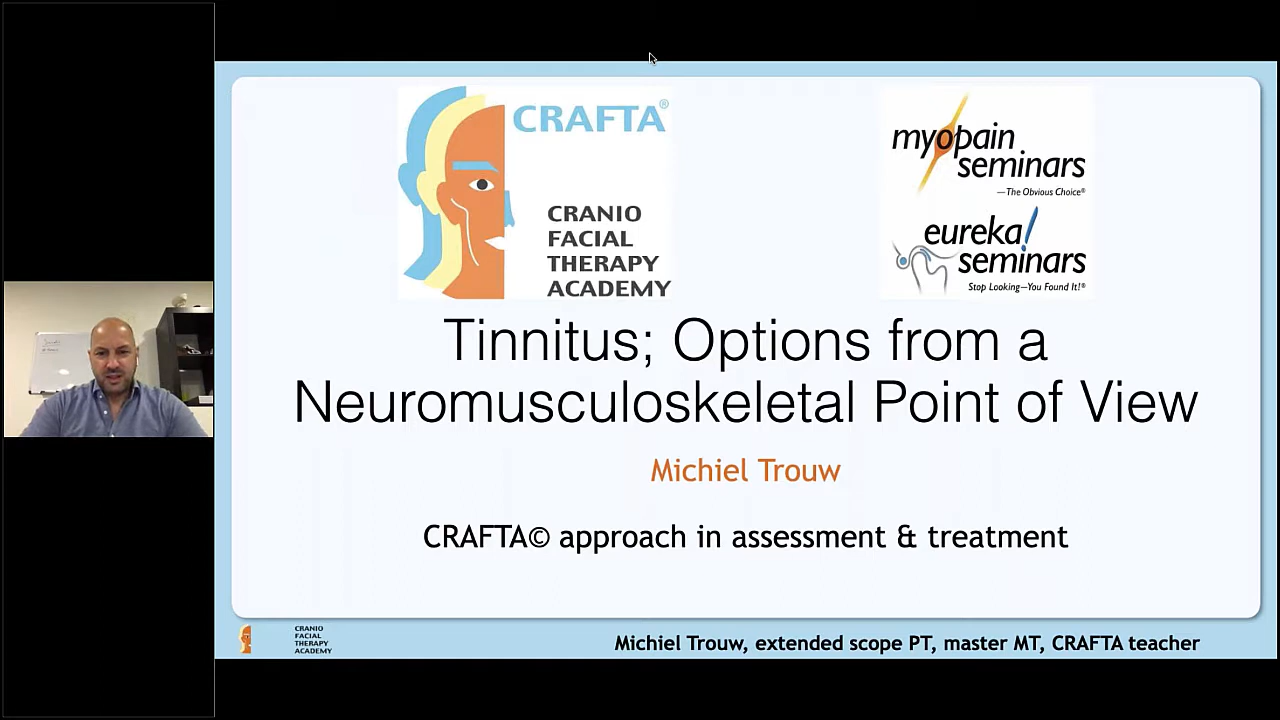 CRAFTA®
CRANIO
FACIAL
THERAPY
ACADEMY
myopain
seminars
—The Obvious Choice®
eureka!
seminars
Stop Looking—You Found It!®
Tinnitus; Options from a
Neuromusculoskeletal Point of View
Michiel Trouw
CRAFTA© approach in assessment & treatment
CRANIO
FACIAL
THERAPY
ACADEMY
Michiel Trouw, extended scope PT, master MT, CRAFTA teacher